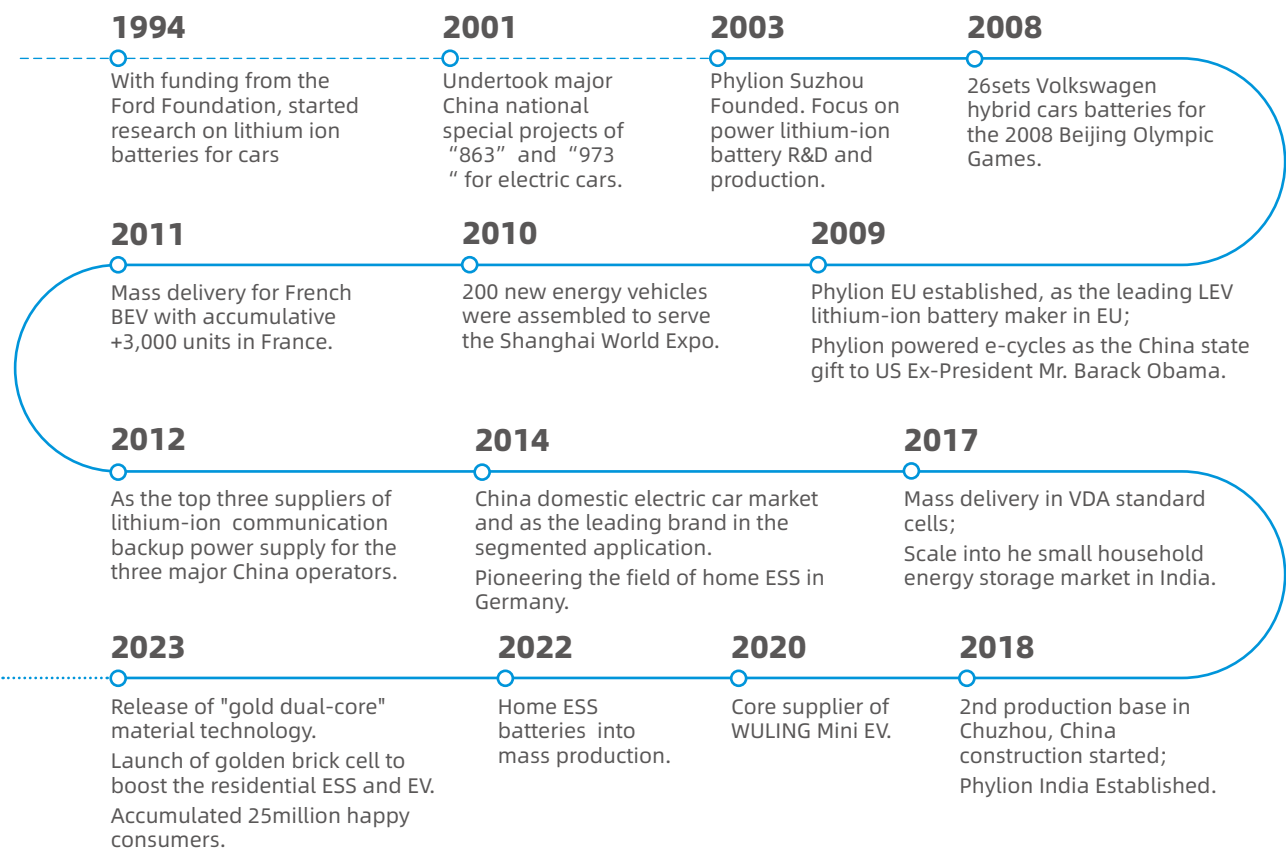 1994
With funding from the
Ford Foundation, started
research on lithium ion
batteries for cars
2001
Undertook major
China national
special projects of
“863” and “973
“ for electric cars.
2003
Phylion Suzhou
Founded. Focus on
power lithium-ion
battery R&D and
production.
2008
26sets Volkswagen
hybrid cars batteries for
the 2008 Beijing Olympic
Games.
2009
Phylion EU established, as the leading LEV
lithium-ion battery maker in EU;
Phylion powered e-cycles as the China state
gift to US Ex-President Mr. Barack Obama.
2010
200 new energy vehicles
were assembled to serve
the Shanghai World Expo.
2011
Mass delivery for French
BEV with accumulative
+3,000 units in France.
2012
As the top three suppliers of
lithium-ion communication
backup power supply for the
three major China operators.
2014
China domestic electric car market
and as the leading brand in the
segmented application.
Pioneering the field of home ESS in
Germany.
2017
Mass delivery in VDA standard
cells;
Scale into he small household
energy storage market in India.
2018
2nd production base in
Chuzhou, China
construction started;
Phylion India Established.
2020
Core supplier of
WULING Mini EV.
2022
Home ESS
batteries into
mass production.
2023
Release of "gold dual-core"
material technology.
Launch of golden brick cell to
boost the residential ESS and EV.
Accumulated 25million happy
consumers.